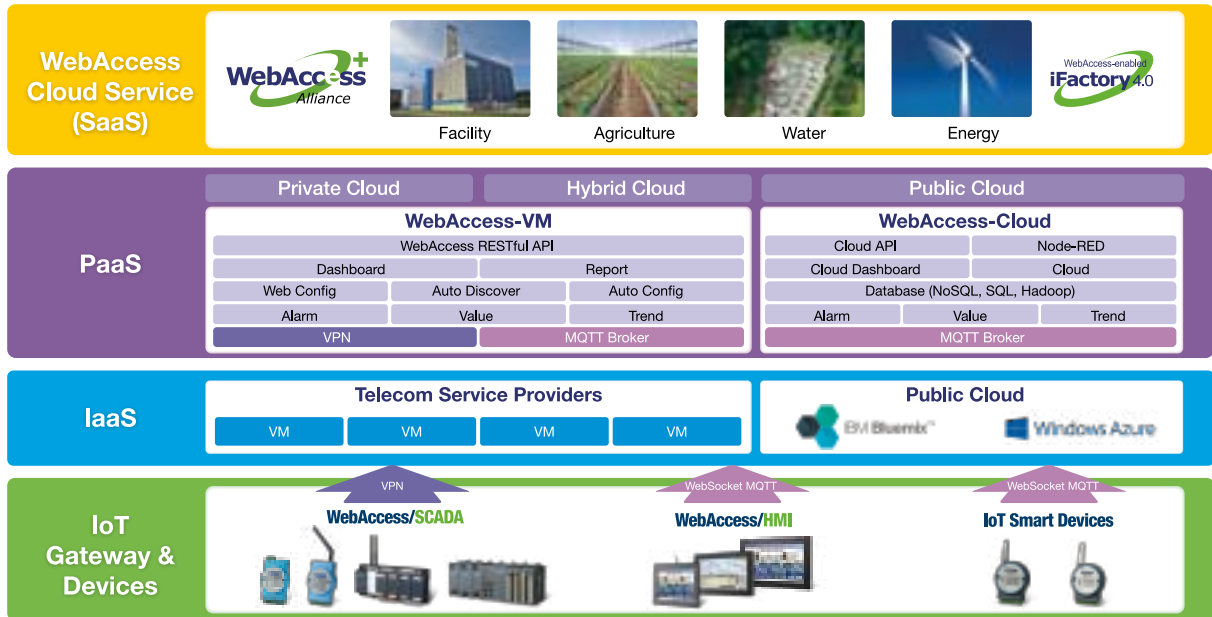 WebAccess
Cloud Service
(SaaS)
WebAccess+
Alliance
Facility
Agriculture
Water
Energy
WebAccess-enabled
iFactory 4.0
PaaS
Private Cloud
Hybrid Cloud
Public Cloud
WebAccess-VM
WebAccess RESTful API
Dashboard
Report
Web Config
Auto Discover
Auto Config
Alarm
Value
Trend
VPN
MQTT Broker
WebAccess-Cloud
Cloud API
Node-RED
Cloud Dashboard
Cloud
Database (NoSQL, SQL, Hadoop)
Alarm
Value
Trend
MQTT Broker
IaaS
Telecom Service Providers
VM
VM
VM
VM
Public Cloud
IBM Bluemix™
Windows Azure
IoT
Gateway &
Devices
VPN
WebAccess/SCADA
WebSocket MQTT
WebAccess/HMI
WebSocket MQTT
IoT Smart Devices